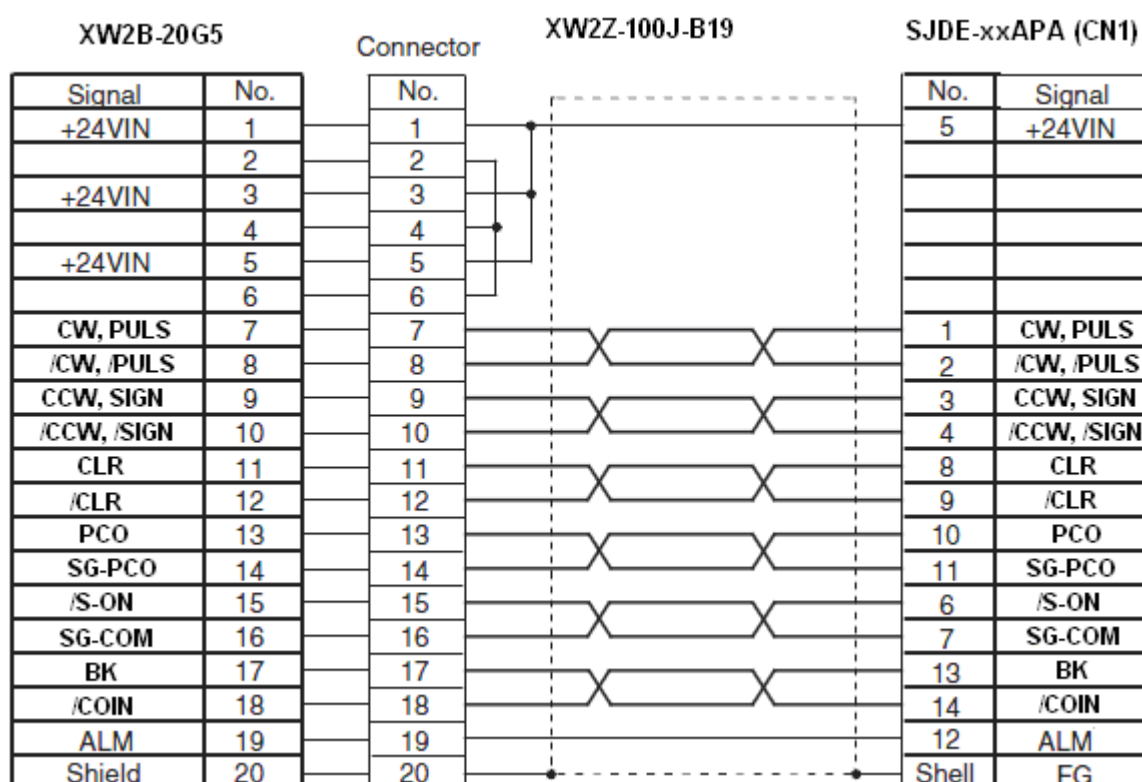 XW2B-20G5 Connector XW2Z-100J-B19 SJDE-xxAPA (CN1)
Signal No. No. No. Signal
+24VIN 1 1 5 +24VIN
2 2
+24VIN 3 3
4 4
+24VIN 5 5
6 6
CW, PULS 7 7 1 CW, PULS
/CW, /PULS 8 8 2 /CW, /PULS
CCW, SIGN 9 9 3 CCW, SIGN
/CCW, /SIGN 10 10 4 /CCW, /SIGN
CLR 11 11 8 CLR
/CLR 12 12 9 /CLR
PCO 13 13 10 PCO
SG-PCO 14 14 11 SG-PCO
/S-ON 15 15 6 /S-ON
SG-COM 16 16 7 SG-COM
BK 17 17 13 BK
/COIN 18 18 14 /COIN
ALM 19 19 12 ALM
Shield 20 20 Shell FG